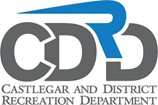 CDRD
CASTLEGAR AND DISTRICT
RECREATION DEPARTMENT